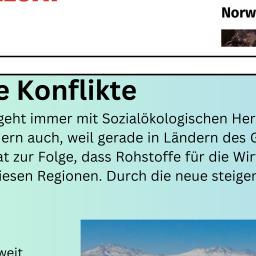 Norw
e Konflikte
geht immer mit Sozialökologischen Her
ern auch, weil gerade in Ländern des G
at zur Folge, dass Rohstoffe für die Wir
iesen Regionen. Durch die neue steiger
weit